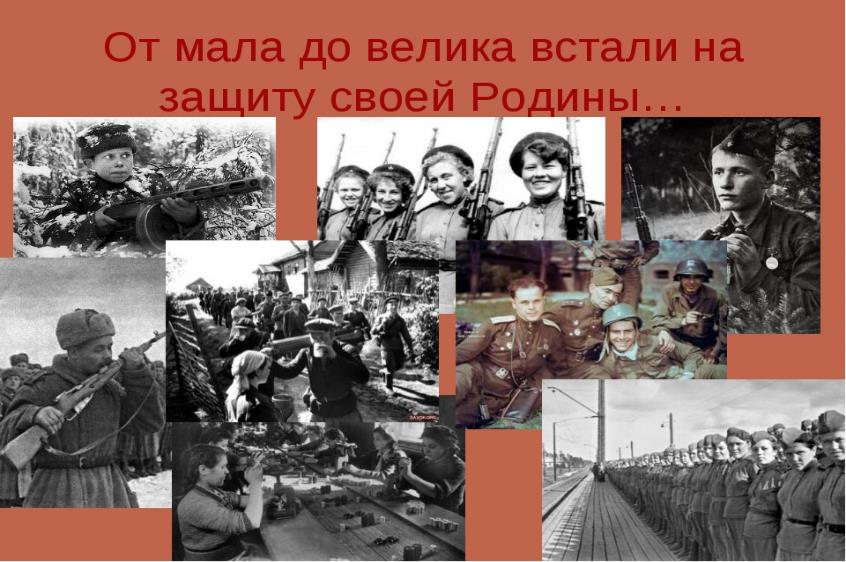 От мала до велика встали на
защиту своей Родины…